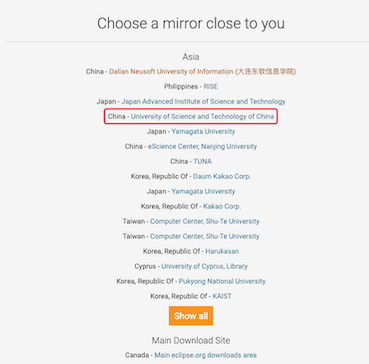 Choose a mirror close to you
Asia
China - Dalian Neusoft University of Information (大连东软信息学院)
Philippines - RISE
Japan - Japan Advanced Institute of Science and Technology
China - University of Science and Technology of China
Japan - Yamagata University
China - eScience Center, Nanjing University
China - TUNA
Korea, Republic Of - Daum Kakao Corp.
Japan - Yamagata University
Korea, Republic Of - Kakao Corp.
Taiwan - Computer Center, Shu-Te University
Taiwan - Computer Center, Shu-Te University
Korea, Republic Of - Harukasan
Cyprus - University of Cyprus, Library
Korea, Republic Of - Pukyong National University
Korea, Republic Of - KAIST
Show all
Main Download Site
Canada - Main eclipse.org downloads area